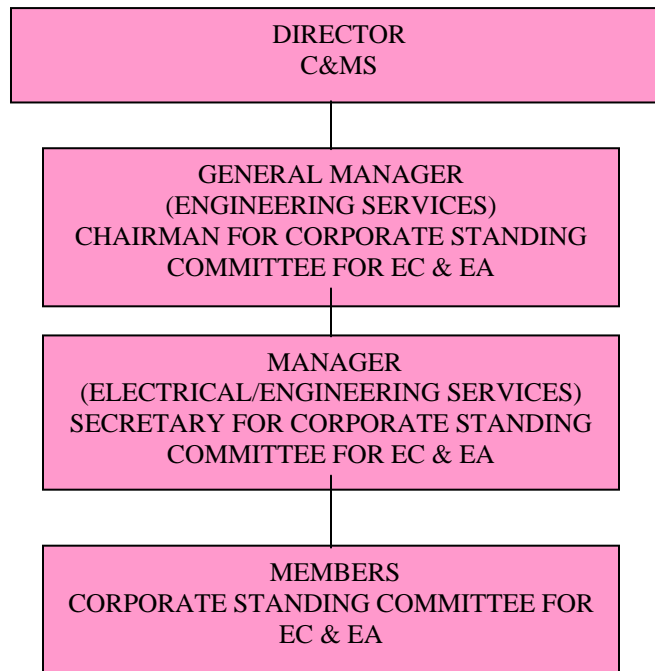 DIRECTOR
C&MS
GENERAL MANAGER
(ENGINEERING SERVICES)
CHAIRMAN FOR CORPORATE STANDING
COMMITTEE FOR EC & EA
MANAGER
(ELECTRICAL/ENGINEERING SERVICES)
SECRETARY FOR CORPORATE STANDING
COMMITTEE FOR EC & EA
MEMBERS
CORPORATE STANDING COMMITTEE FOR
EC & EA